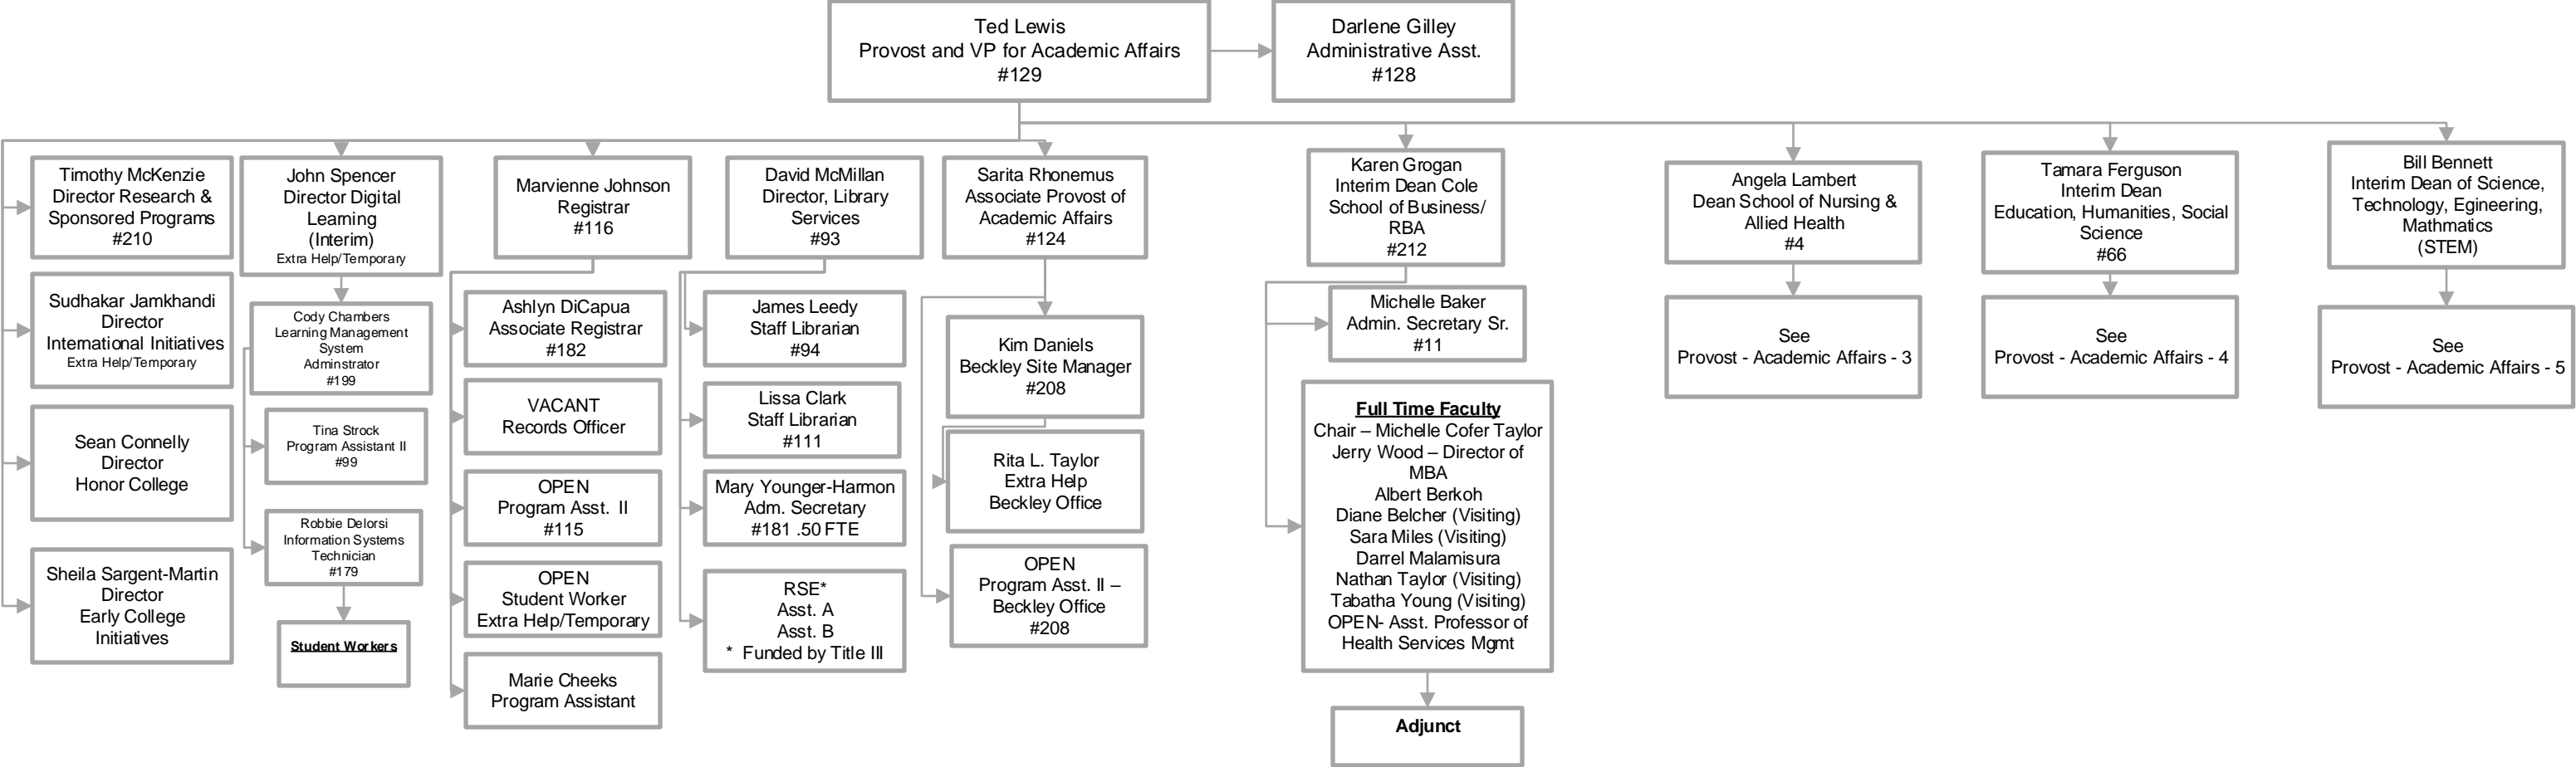 Ted Lewis
Provost and VP for Academic Affairs
#129
Darlene Gilley
Administrative Asst.
#128
Timothy McKenzie
Director Research &
Sponsored Programs
#210
Sudhakar Jamkhandi
Director
International Initiatives
Extra Help/Temporary
Sean Connelly
Director
Honor College
Sheila Sargent-Martin
Director
Early College
Initiatives
John Spencer
Director Digital
Learning
(Interim)
Extra Help/Temporary
Cody Chambers
Learning Management
System
Adminstrator
#199
Tina Strock
Program Assistant II
#99
Robbie Delorsi
Information Systems
Technician
#179
Student Workers
Marvienne Johnson
Registrar
#116
Ashlyn DiCapua
Associate Registrar
#182
VACANT
Records Officer
OPEN
Program Asst. II
#115
OPEN
Student Worker
Extra Help/Temporary
Marie Cheeks
Program Assistant
David McMillan
Director, Library
Services
#93
James Leedy
Staff Librarian
#94
Lissa Clark
Staff Librarian
#111
Mary Younger-Harmon
Adm. Secretary
#181 .50 FTE
RSE*
Asst. A
Asst. B
* Funded by Title III
Sarita Rhonemus
Associate Provost of
Academic Affairs
#124
Kim Daniels
Beckley Site Manager
#208
Rita L. Taylor
Extra Help
Beckley Office
OPEN
Program Asst. II –
Beckley Office
#208
Karen Grogan
Interim Dean Cole
School of Business/
RBA
#212
Michelle Baker
Admin. Secretary Sr.
#11
Full Time Faculty
Chair – Michelle Cofer Taylor
Jerry Wood – Director of
MBA
Albert Berkoh
Diane Belcher (Visiting)
Sara Miles (Visiting)
Darrel Malamisura
Nathan Taylor (Visiting)
Tabatha Young (Visiting)
OPEN- Asst. Professor of
Health Services Mgmt
Adjunct
Angela Lambert
Dean School of Nursing &
Allied Health
#4
See
Provost - Academic Affairs - 3
Tamara Ferguson
Interim Dean
Education, Humanities, Social
Science
#66
See
Provost - Academic Affairs - 4
Bill Bennett
Interim Dean of Science,
Technology, Egineering,
Mathmatics
(STEM)
See
Provost - Academic Affairs - 5